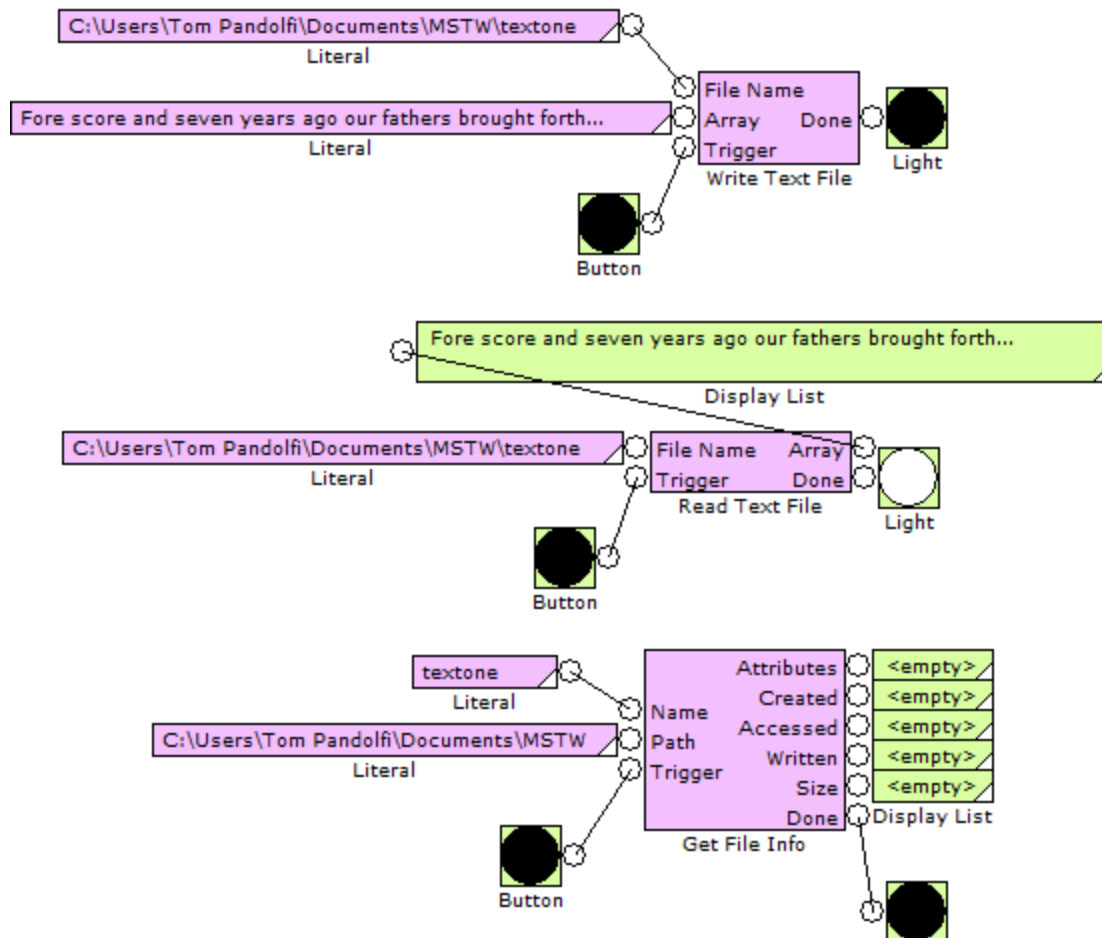 C:\Users\Tom Pandolfi\Documents\MSTW\textone
Literal
Fore score and seven years ago our fathers brought forth...
Literal
File Name
Array Done
Trigger
Write Text File
Light
Button
Fore score and seven years ago our fathers brought forth...
Display List
C:\Users\Tom Pandolfi\Documents\MSTW\textone
Literal
File Name Array
Trigger Done
Read Text File
Light
Button
textone
Literal
C:\Users\Tom Pandolfi\Documents\MSTW
Literal
Name
Path
Trigger
Attributes
Created
Accessed
Written
Size
Done
Get File Info
<empty>
<empty>
<empty>
<empty>
<empty>
Display List
Button